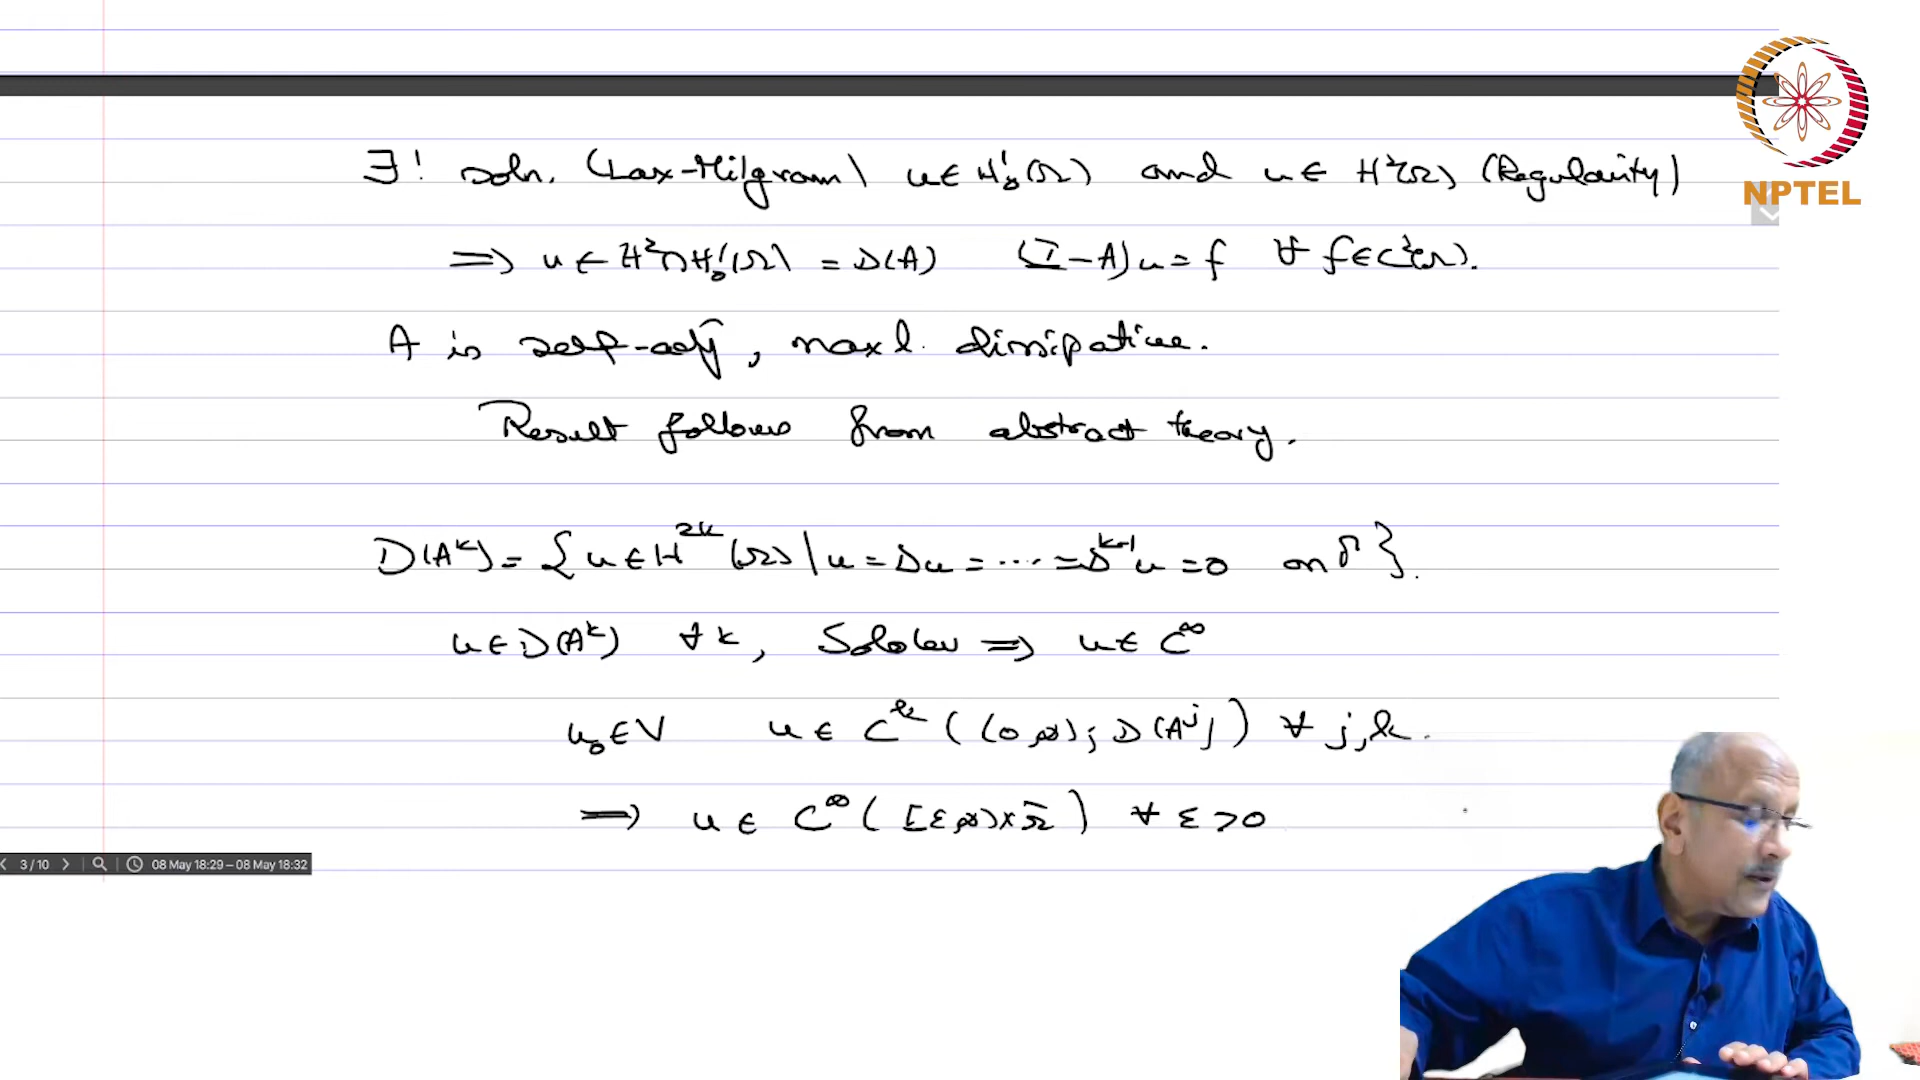 ∃! soln. (Lax-Milgram) u ∈ H₀¹(Ω) and u ∈ H²(Ω) (Regularity)
NPTEL
⟹ u ∈ H²∩H₀¹(Ω) = D(A) (I-A)u = f ∀ f ∈ L²(Ω).
A is self-adj, maxl. dissipative.
Result follows from abstract theory.
D(Aᵏ) = {u ∈ H²ᵏ(Ω) | u = Δu = ... = Δᵏ⁻¹u = 0 on Γ}.
u ∈ D(Aᵏ) ∀ k, Sobolev ⟹ u ∈ C^∞
u₀ ∈ V u ∈ Cᵏ((0,∞); D(Aʲ)) ∀ j,k.
⟹ u ∈ C^∞([ε,∞)×Ω̄) ∀ ε > 0
3/10 08 May 18:29 – 08 May 18:32